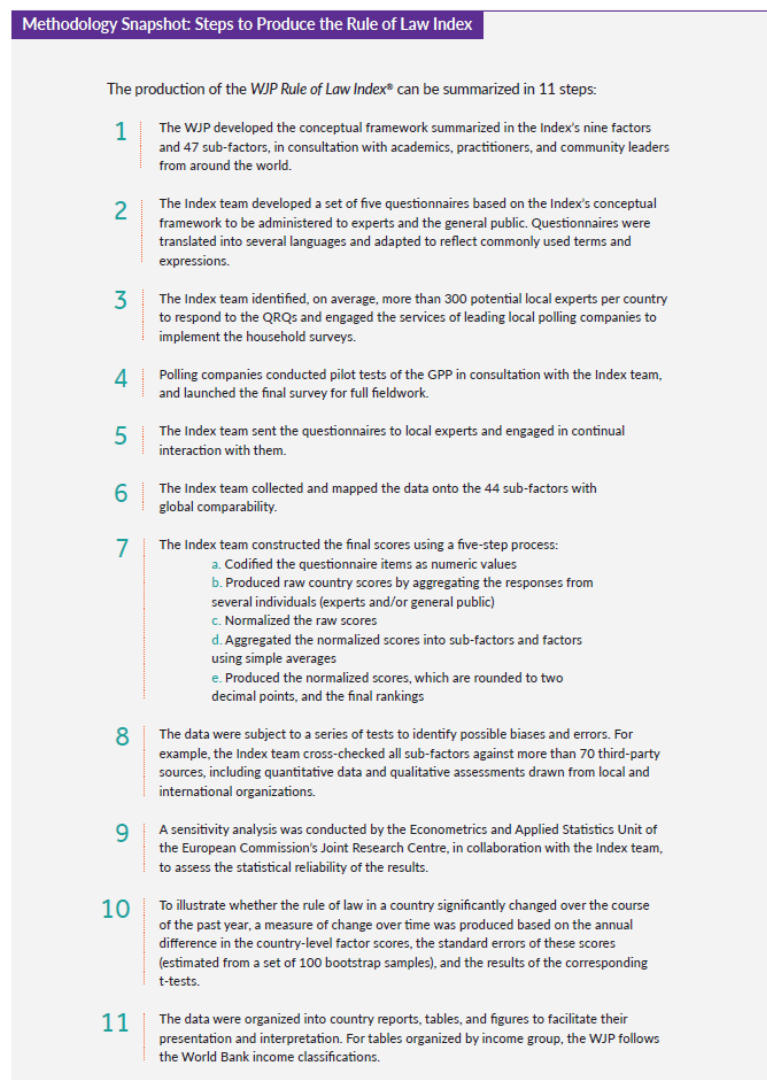 Methodology Snapshot: Steps to Produce the Rule of Law Index
The production of the WJP Rule of Law Index® can be summarized in 11 steps:
1
The WJP developed the conceptual framework summarized in the Index's nine factors
and 47 sub-factors, in consultation with academics, practitioners, and community leaders
from around the world.
2
The Index team developed a set of five questionnaires based on the Index's conceptual
framework to be administered to experts and the general public. Questionnaires were
translated into several languages and adapted to reflect commonly used terms and
expressions.
3
The Index team identified, on average, more than 300 potential local experts per country
to respond to the QRQs and engaged the services of leading local polling companies to
implement the household surveys.
4
Polling companies conducted pilot tests of the GPP in consultation with the Index team,
and launched the final survey for full fieldwork.
5
The Index team sent the questionnaires to local experts and engaged in continual
interaction with them.
6
The Index team collected and mapped the data onto the 44 sub-factors with
global comparability.
7
The Index team constructed the final scores using a five-step process:
a. Codified the questionnaire items as numeric values
b. Produced raw country scores by aggregating the responses from
several individuals (experts and/or general public)
c. Normalized the raw scores
d. Aggregated the normalized scores into sub-factors and factors
using simple averages
e. Produced the normalized scores, which are rounded to two
decimal points, and the final rankings
8
The data were subject to a series of tests to identify possible biases and errors. For
example, the Index team cross-checked all sub-factors against more than 70 third-party
sources, including quantitative data and qualitative assessments drawn from local and
international organizations.
9
A sensitivity analysis was conducted by the Econometrics and Applied Statistics Unit of
the European Commission's Joint Research Centre, in collaboration with the Index team,
to assess the statistical reliability of the results.
10
To illustrate whether the rule of law in a country significantly changed over the course
of the past year, a measure of change over time was produced based on the annual
difference in the country-level factor scores, the standard errors of these scores
(estimated from a set of 100 bootstrap samples), and the results of the corresponding
t-tests.
11
The data were organized into country reports, tables, and figures to facilitate their
presentation and interpretation. For tables organized by income group, the WJP follows
the World Bank income classifications.